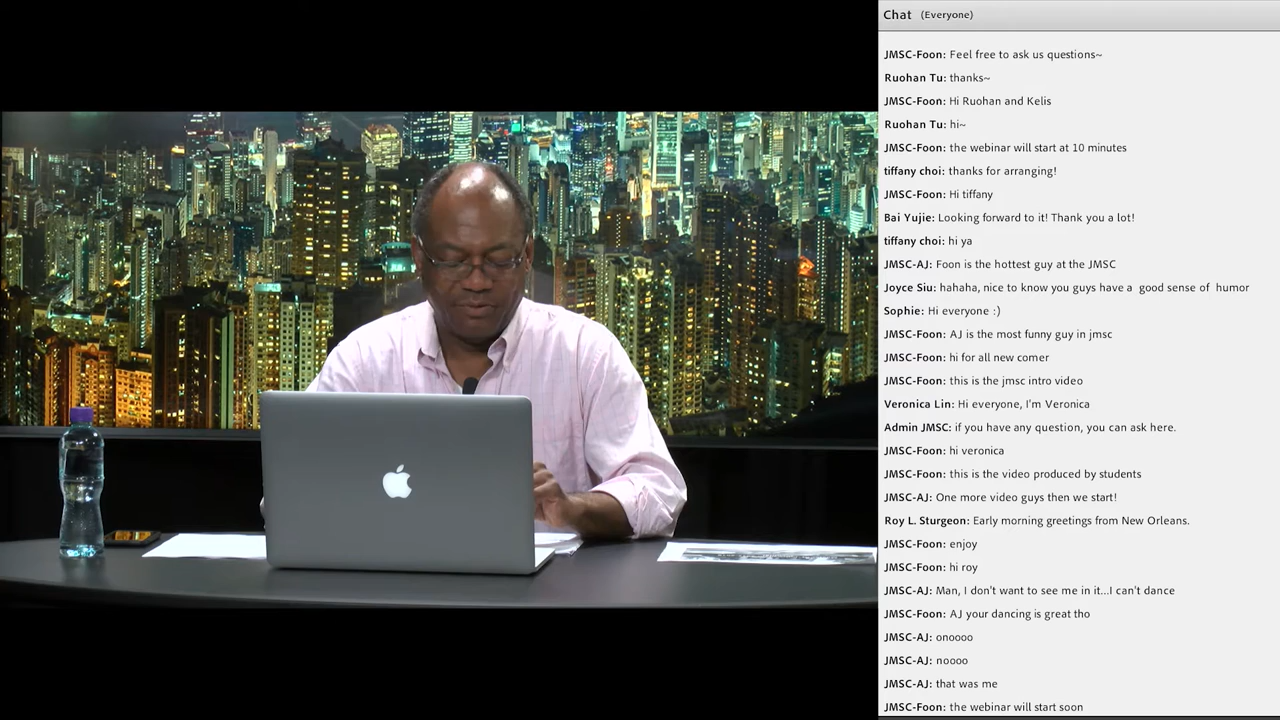 Chat (Everyone)
JMSC-Foon: Feel free to ask us questions~
Ruohan Tu: thanks~
JMSC-Foon: Hi Ruohan and Kelis
Ruohan Tu: hi~
JMSC-Foon: the webinar will start at 10 minutes
tiffany choi: thanks for arranging!
JMSC-Foon: Hi tiffany
Bai Yujie: Looking forward to it! Thank you a lot!
tiffany choi: hi ya
JMSC-AJ: Foon is the hottest guy at the JMSC
Joyce Siu: hahaha, nice to know you guys have a good sense of humor
Sophie: Hi everyone :)
JMSC-Foon: AJ is the most funny guy in jmsc
JMSC-Foon: hi for all new comer
JMSC-Foon: this is the jmsc intro video
Veronica Lin: Hi everyone, I'm Veronica
Admin JMSC: if you have any question, you can ask here.
JMSC-Foon: hi veronica
JMSC-Foon: this is the video produced by students
JMSC-AJ: One more video guys then we start!
Roy L. Sturgeon: Early morning greetings from New Orleans.
JMSC-Foon: enjoy
JMSC-Foon: hi roy
JMSC-AJ: Man, I don't want to see me in it...I can't dance
JMSC-Foon: AJ your dancing is great tho
JMSC-AJ: onoooo
JMSC-AJ: noooo
JMSC-AJ: that was me
JMSC-Foon: the webinar will start soon